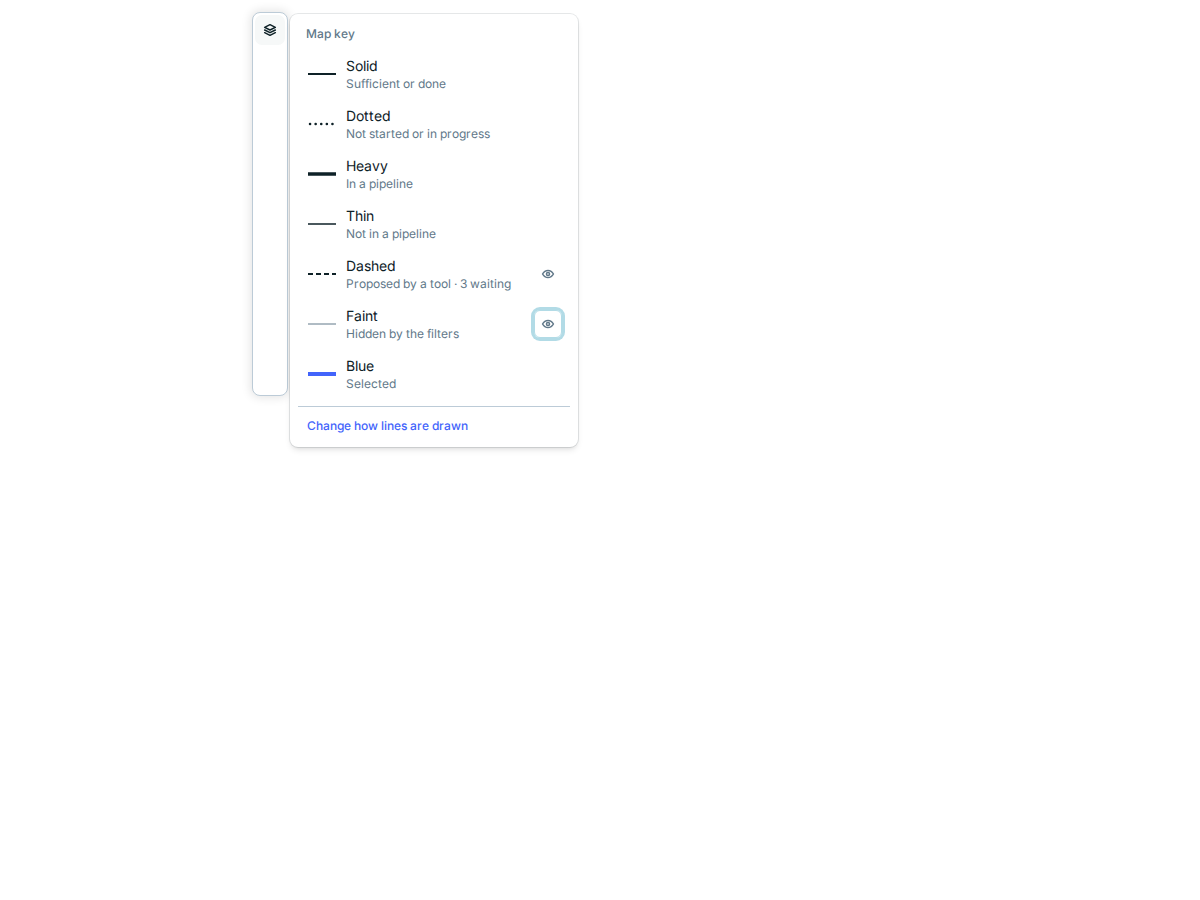 Map key
Solid
Sufficient or done
Dotted
Not started or in progress
Heavy
In a pipeline
Thin
Not in a pipeline
Dashed
Proposed by a tool · 3 waiting
Faint
Hidden by the filters
Blue
Selected
Change how lines are drawn